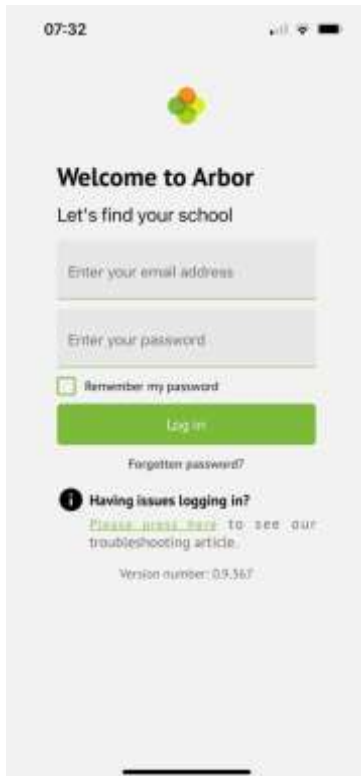 07:32
Welcome to Arbor
Let's find your school
Enter your email address
Enter your password
Remember my password
Log in
Forgotten password?
Having issues logging in?
Please press here to see our
troubleshooting article.
Version number: 0.9.367